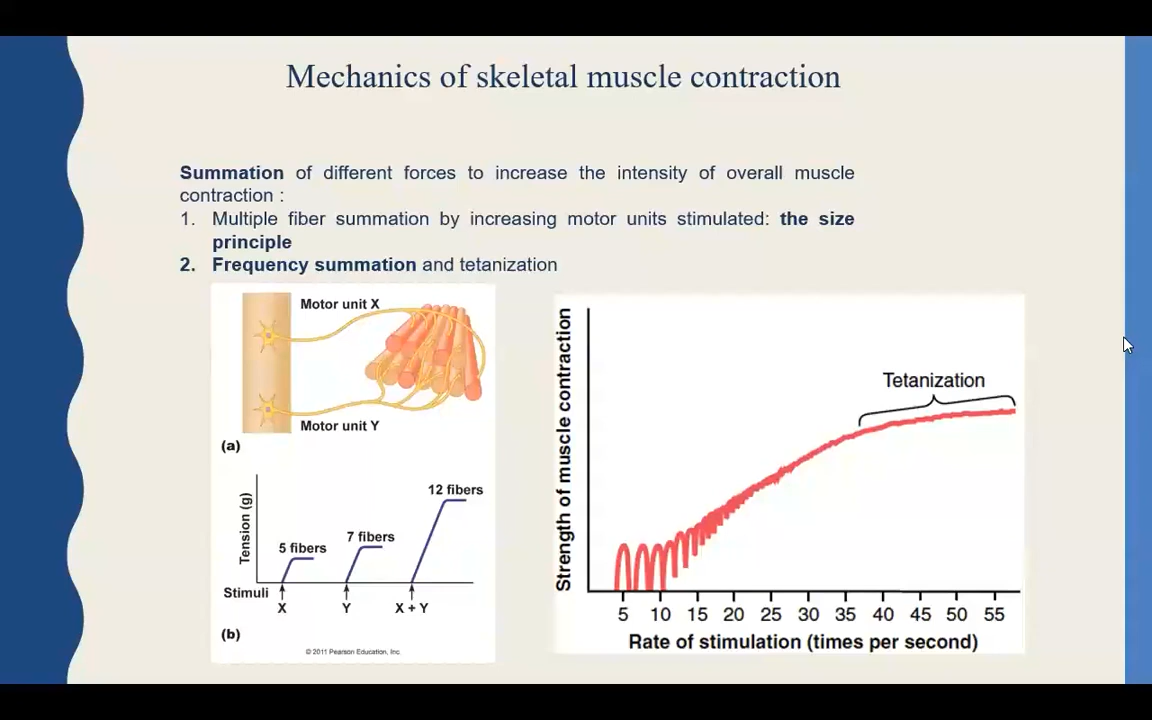 Mechanics of skeletal muscle contraction
Summation of different forces to increase the intensity of overall muscle
contraction :
1. Multiple fiber summation by increasing motor units stimulated: the size
principle
2. Frequency summation and tetanization
Motor unit X
Motor unit Y
(a)
Tension (g)
5 fibers
7 fibers
12 fibers
Stimuli
X
Y
X + Y
(b)
© 2011 Pearson Education, Inc.
Strength of muscle contraction
Tetanization
5 10 15 20 25 30 35 40 45 50 55
Rate of stimulation (times per second)